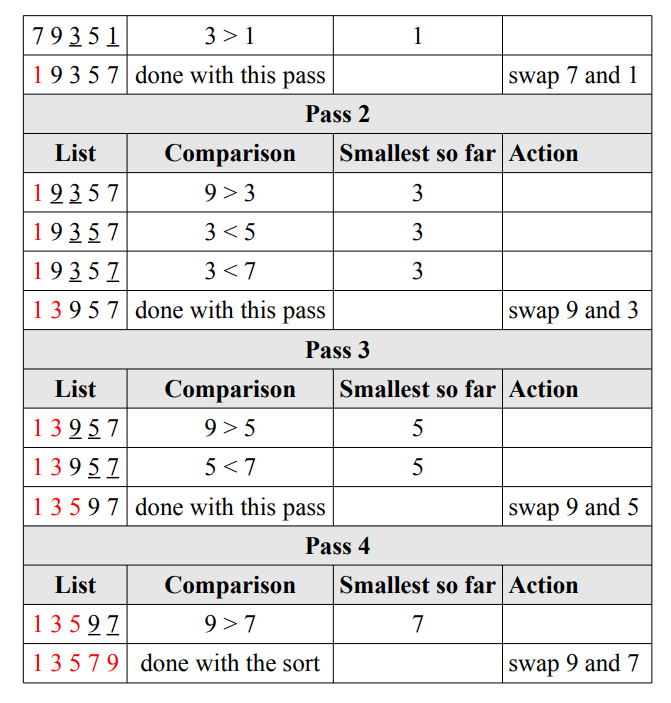 7 9 3 5 1 3 > 1 1
1 9 3 5 7 done with this pass swap 7 and 1
Pass 2
List Comparison Smallest so far Action
1 9 3 5 7 9 > 3 3
1 9 3 5 7 3 < 5 3
1 9 3 5 7 3 < 7 3
1 3 9 5 7 done with this pass swap 9 and 3
Pass 3
List Comparison Smallest so far Action
1 3 9 5 7 9 > 5 5
1 3 9 5 7 5 < 7 5
1 3 5 9 7 done with this pass swap 9 and 5
Pass 4
List Comparison Smallest so far Action
1 3 5 9 7 9 > 7 7
1 3 5 7 9 done with the sort swap 9 and 7